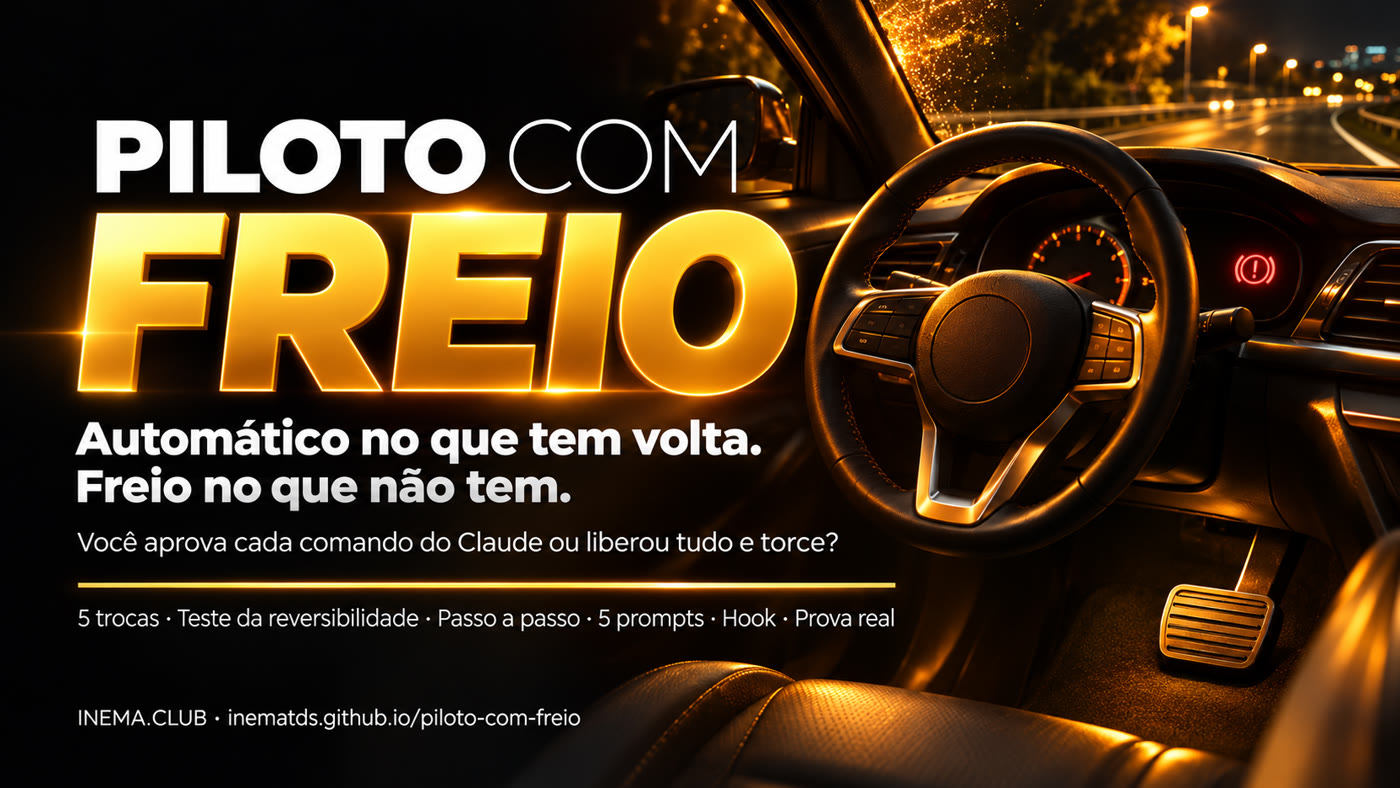 PILOTO COM
FREIO
Automático no que tem volta.
Freio no que não tem.
Você aprova cada comando do Claude ou liberou tudo e torce?
5 trocas · Teste da reversibilidade · Passo a passo · 5 prompts · Hook · Prova real
INEMA.CLUB · inematds.github.io/piloto-com-freio